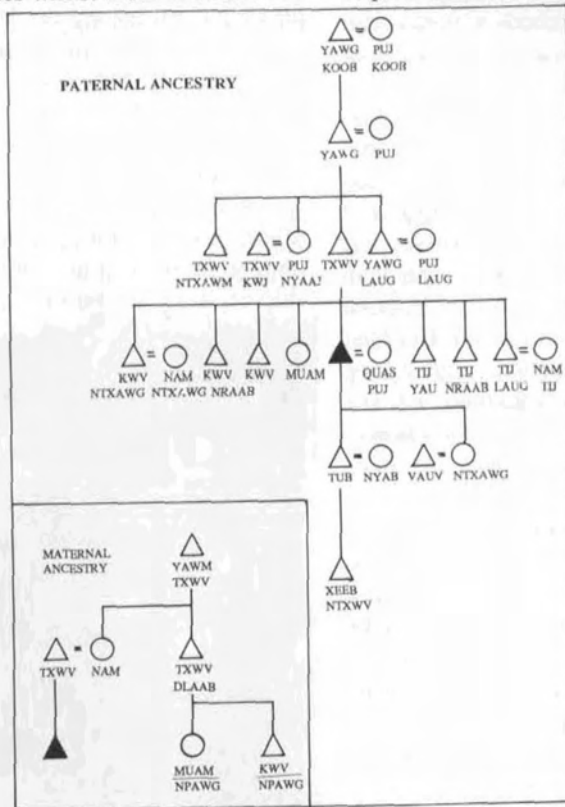 PATERNAL ANCESTRY
YAWG PUJ
KOOB KOOB
YAWG PUJ
TXWV TXWV PUJ TXWV YAWG PUJ
NTXAWM KWJ NYAAJ LAUG LAUG
KWV NAM KWV KWV MUAM QUAS TIJ TIJ TIJ NAM
NTXAWG NTXAWG NRAAB PUJ YAU NRAAB LAUG TIJ
TUB NYAB VAUV NTXAWG
XEEB
NTXWV
MATERNAL
ANCESTRY
YAWM
TXWV
TXWV NAM TXWV
DLAAB
MUAM KWV
NPAWG NPAWG